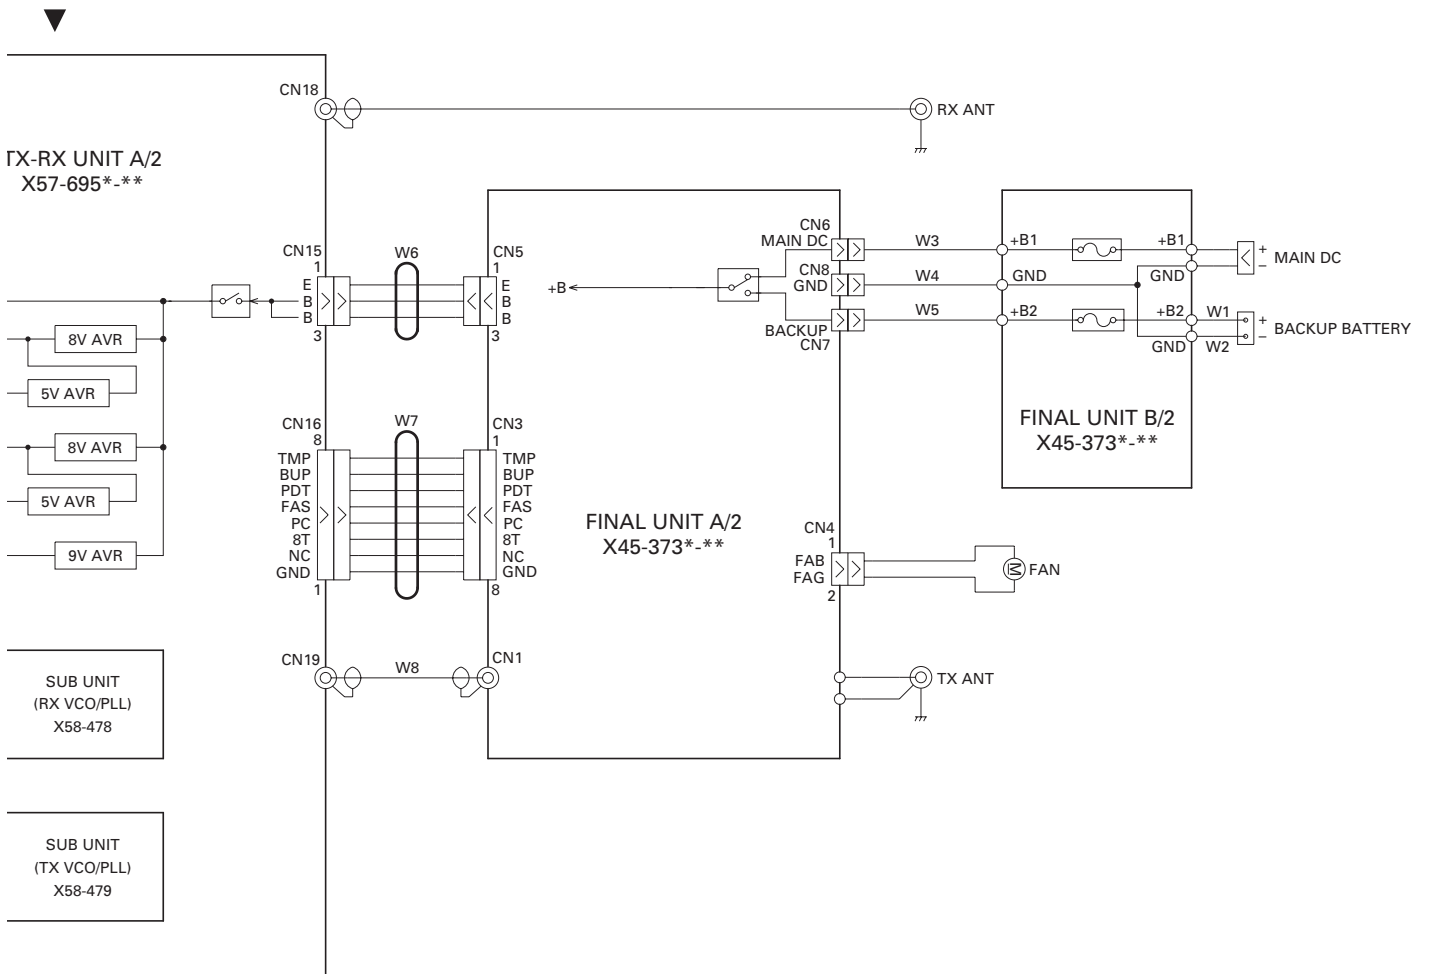 CN18
RX ANT
TX-RX UNIT A/2
X57-695*-**
CN15
1
E
B
B
3
W6
CN5
1
E
B
B
3
+B
CN6
MAIN DC
CN8
GND
BACKUP
CN7
W3
W4
W5
+B1
+B1
GND
GND
+B2
+B2
GND
W1
W2
+
−
MAIN DC
+
−
BACKUP BATTERY
FINAL UNIT B/2
X45-373*-**
8V AVR
5V AVR
8V AVR
5V AVR
9V AVR
CN16
8
TMP
BUP
PDT
FAS
PC
8T
NC
GND
1
W7
CN3
1
TMP
BUP
PDT
FAS
PC
8T
NC
GND
8
FINAL UNIT A/2
X45-373*-**
CN4
1
FAB
FAG
2
M
FAN
CN19
W8
CN1
TX ANT
SUB UNIT
(RX VCO/PLL)
X58-478
SUB UNIT
(TX VCO/PLL)
X58-479